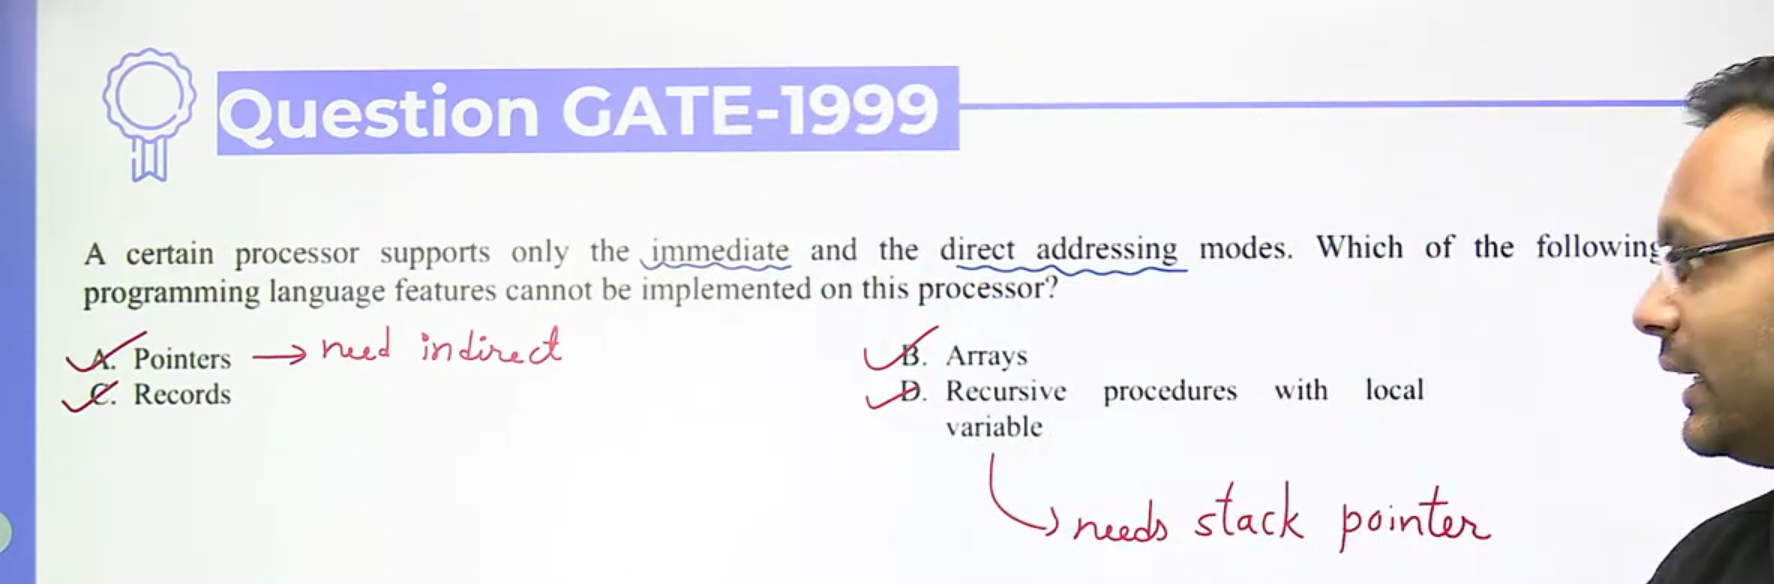 Question GATE-1999
A certain processor supports only the immediate and the direct addressing modes. Which of the following
programming language features cannot be implemented on this processor?
A. Pointers → need indirect
B. Arrays
C. Records
D. Recursive procedures with local
variable
needs stack pointer